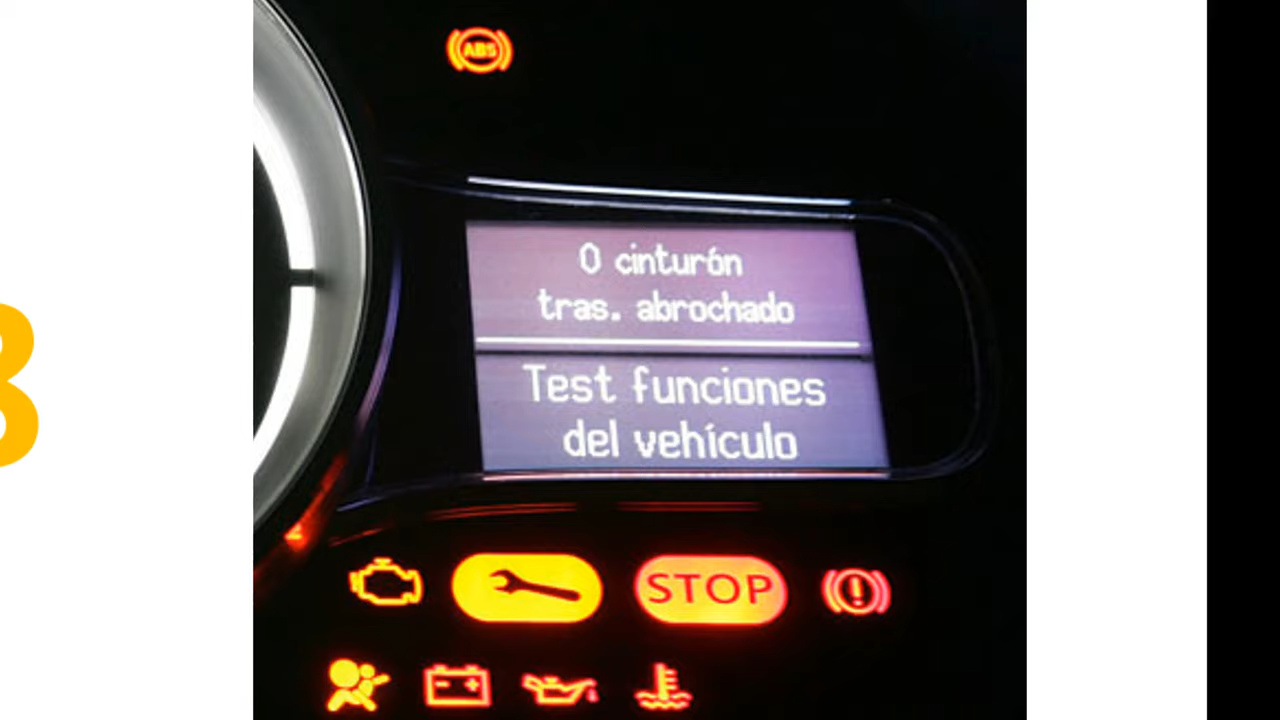 ABS
0 cinturón
tras. abrochado
Test funciones
del vehículo
STOP